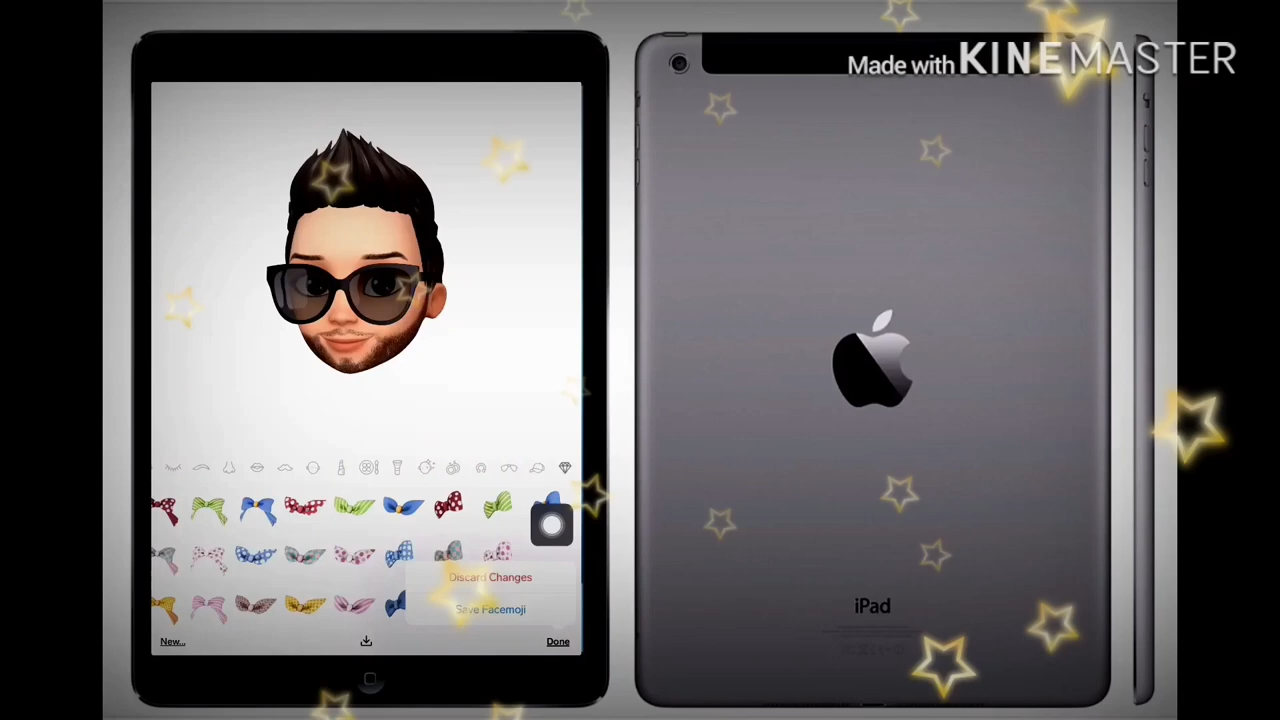 Made with KINEMASTER
Discard Changes
Save Facemoji
New...
Done
iPad